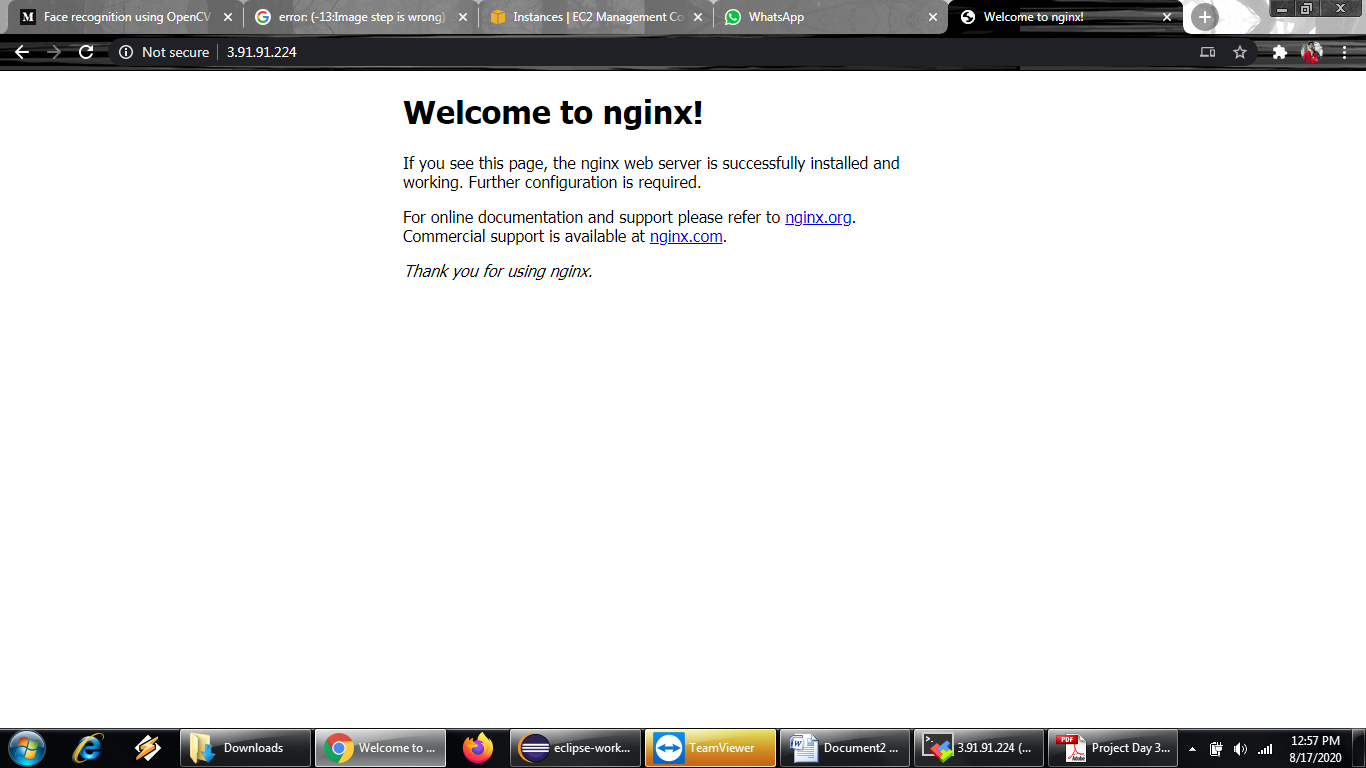 Face recognition using OpenCV
error: (-13:Image step is wrong)
Instances | EC2 Management Co
WhatsApp
Welcome to nginx!
Not secure
3.91.91.224
Welcome to nginx!
If you see this page, the nginx web server is successfully installed and
working. Further configuration is required.
For online documentation and support please refer to nginx.org.
Commercial support is available at nginx.com.
Thank you for using nginx.
Downloads
Welcome to ...
eclipse-work...
TeamViewer
Document2 ...
3.91.91.224 (...
Project Day 3...
12:57 PM
8/17/2020